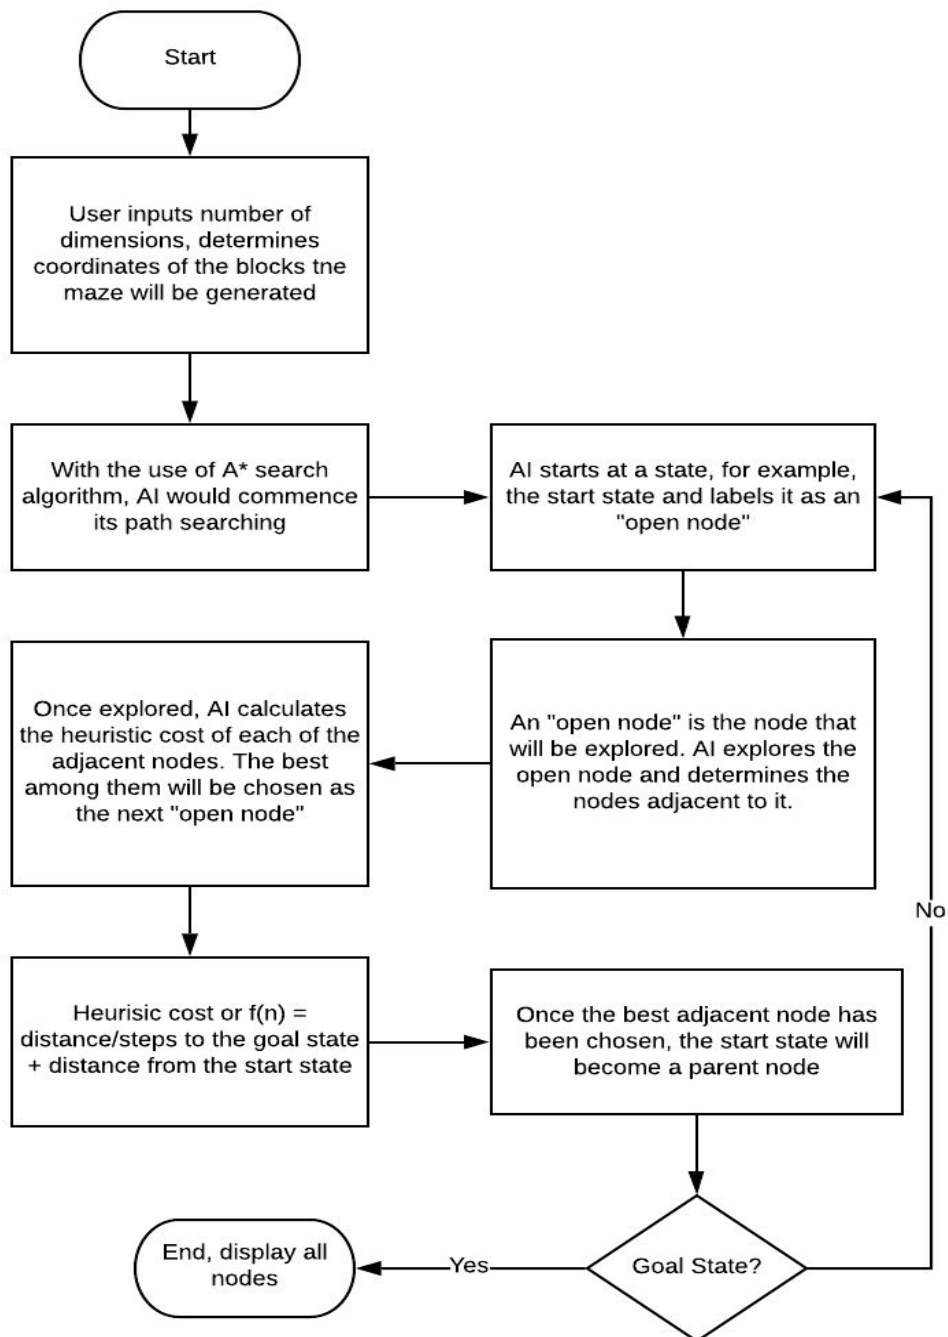 Start
User inputs number of
dimensions, determines
coordinates of the blocks tne
maze will be generated
With the use of A* search
algorithm, AI would commence
its path searching
AI starts at a state, for example,
the start state and labels it as an
"open node"
An "open node" is the node that
will be explored. AI explores the
open node and determines the
nodes adjacent to it.
Once explored, AI calculates
the heuristic cost of each of the
adjacent nodes. The best
among them will be chosen as
the next "open node"
Heurisic cost or f(n) =
distance/steps to the goal state
+ distance from the start state
Once the best adjacent node has
been chosen, the start state will
become a parent node
Goal State?
No
Yes
End, display all
nodes